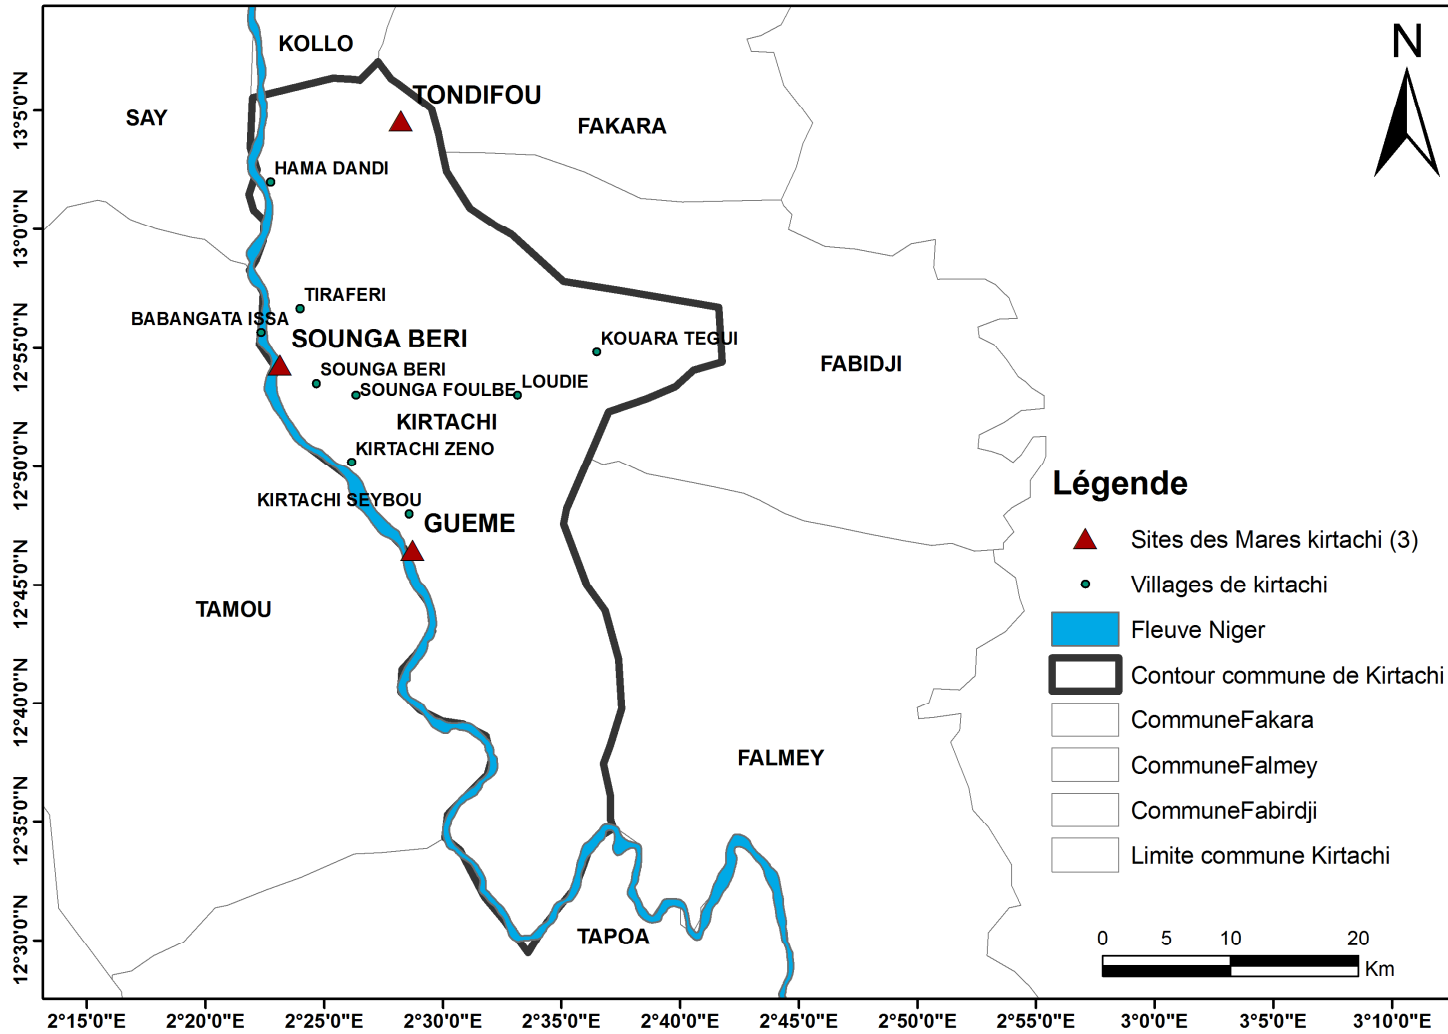 KOLLO
N
TONDIFOU
SAY
FAKARA
HAMA DANDI
TIRAFERI
BABANGATA ISSA
SOUNGA BERI
KOUARA TEGUI
FABIDJI
SOUNGA BERI
SOUNGA FOULBE
LOUDIE
KIRTACHI
KIRTACHI ZENO
KIRTACHI SEYBOU
GUEME
TAMOU
FALMEY
TAPOA
Légende
Sites des Mares kirtachi (3)
Villages de kirtachi
Fleuve Niger
Contour commune de Kirtachi
CommuneFakara
CommuneFalmey
CommuneFabirdji
Limite commune Kirtachi
0 5 10 20
Km
13°5'0"N
13°0'0"N
12°55'0"N
12°50'0"N
12°45'0"N
12°40'0"N
12°35'0"N
12°30'0"N
2°15'0"E 2°20'0"E 2°25'0"E 2°30'0"E 2°35'0"E 2°40'0"E 2°45'0"E 2°50'0"E 2°55'0"E 3°0'0"E 3°5'0"E 3°10'0"E